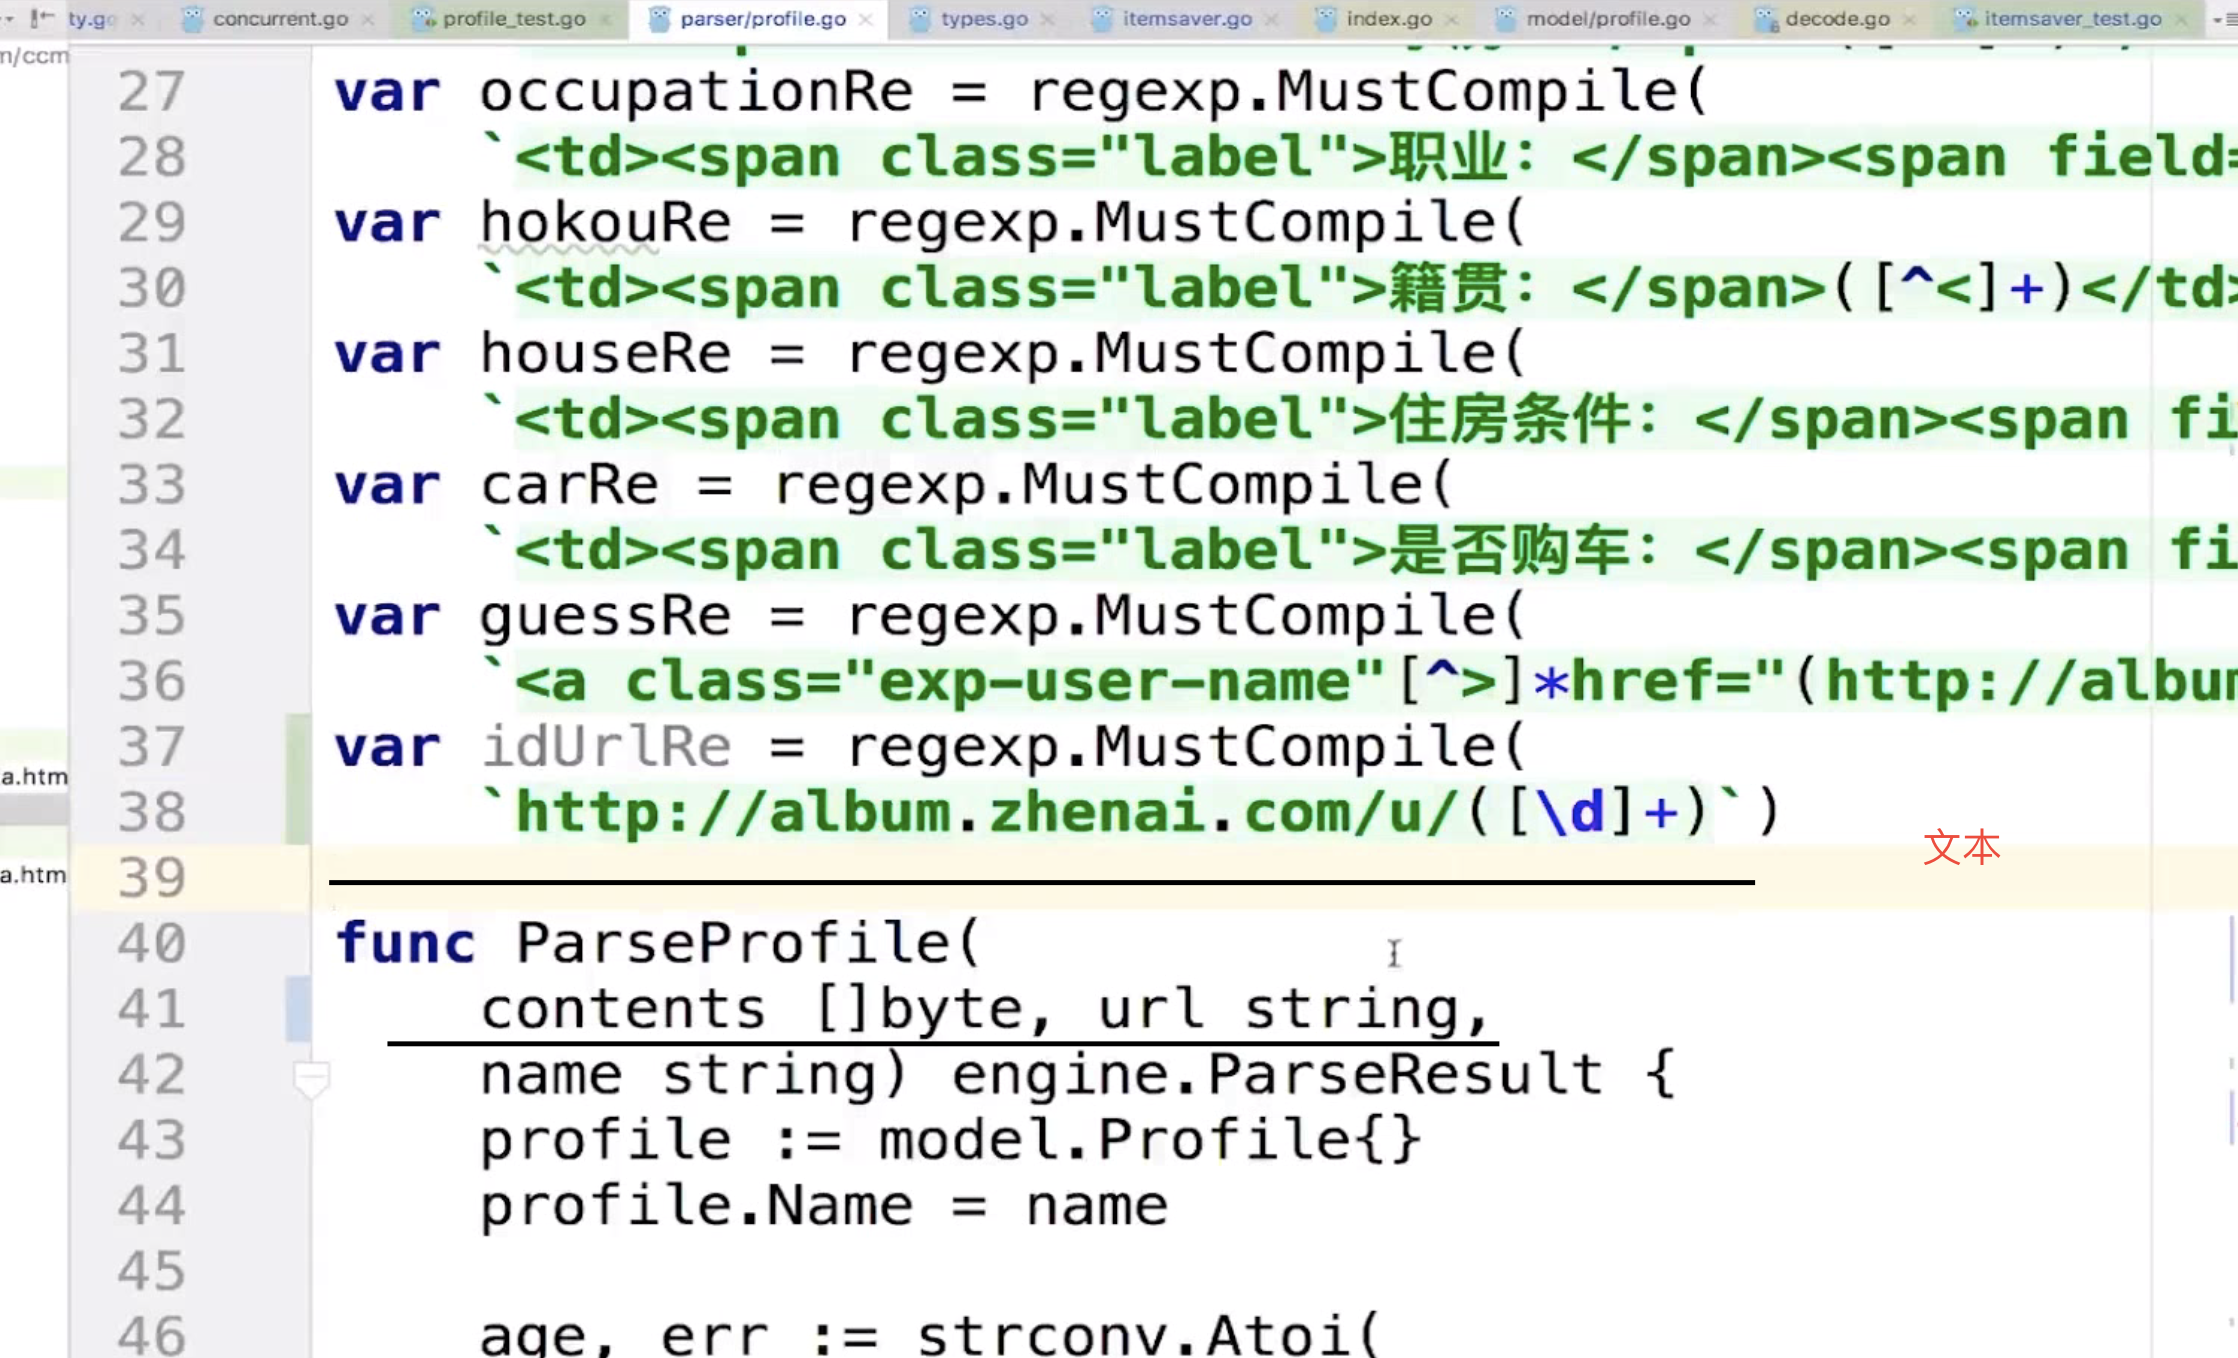 ty.go × concurrent.go × profile_test.go × parser/profile.go × types.go × itemsaver.go × index.go × model/profile.go × decode.go × itemsaver_test.go ×
n/ccm
27 var occupationRe = regexp.MustCompile(
28 `<td><span class="label">职业：</span><span field=
29 var hokouRe = regexp.MustCompile(
30 `<td><span class="label">籍贯：</span>([^<]+)</td>
31 var houseRe = regexp.MustCompile(
32 `<td><span class="label">住房条件：</span><span fi
33 var carRe = regexp.MustCompile(
34 `<td><span class="label">是否购车：</span><span fi
35 var guessRe = regexp.MustCompile(
36 `<a class="exp-user-name"[^>]*href="(http://album
37 var idUrlRe = regexp.MustCompile(
a.htm
38 `http://album.zhenai.com/u/([\d]+)`)
文本
a.htm
39
40 func ParseProfile(
41 contents []byte, url string,
42 name string) engine.ParseResult {
43 profile := model.Profile{}
44 profile.Name = name
45
46 age, err := strconv.Atoi(